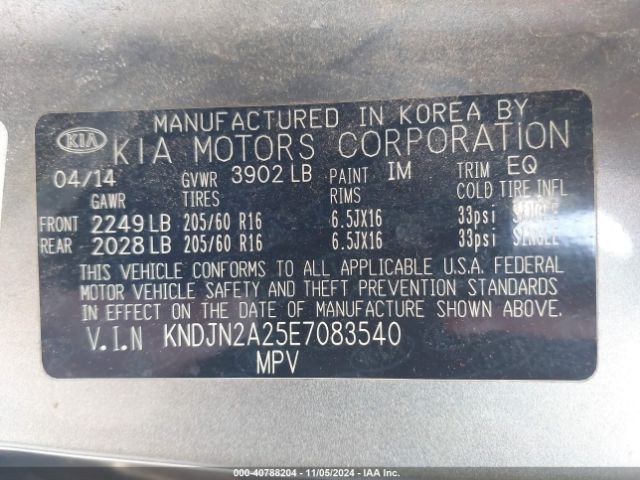 MANUFACTURED IN KOREA BY
KIA KIA MOTORS CORPORATION
04/14 GVWR 3902 LB PAINT IM TRIM EQ
GAWR TIRES RIMS COLD TIRE INFL
FRONT 2249 LB 205/60 R16 6.5JX16 33psi SINGLE
REAR 2028 LB 205/60 R16 6.5JX16 33psi SINGLE
THIS VEHICLE CONFORMS TO ALL APPLICABLE U.S.A. FEDERAL
MOTOR VEHICLE SAFETY AND THEFT PREVENTION STANDARDS
IN EFFECT ON THE DATE OF MANUFACTURE SHOWN ABOVE.
V.I.N KNDJN2A25E7083540
MPV
000-40788204 - 11/05/2024 - IAA Inc.